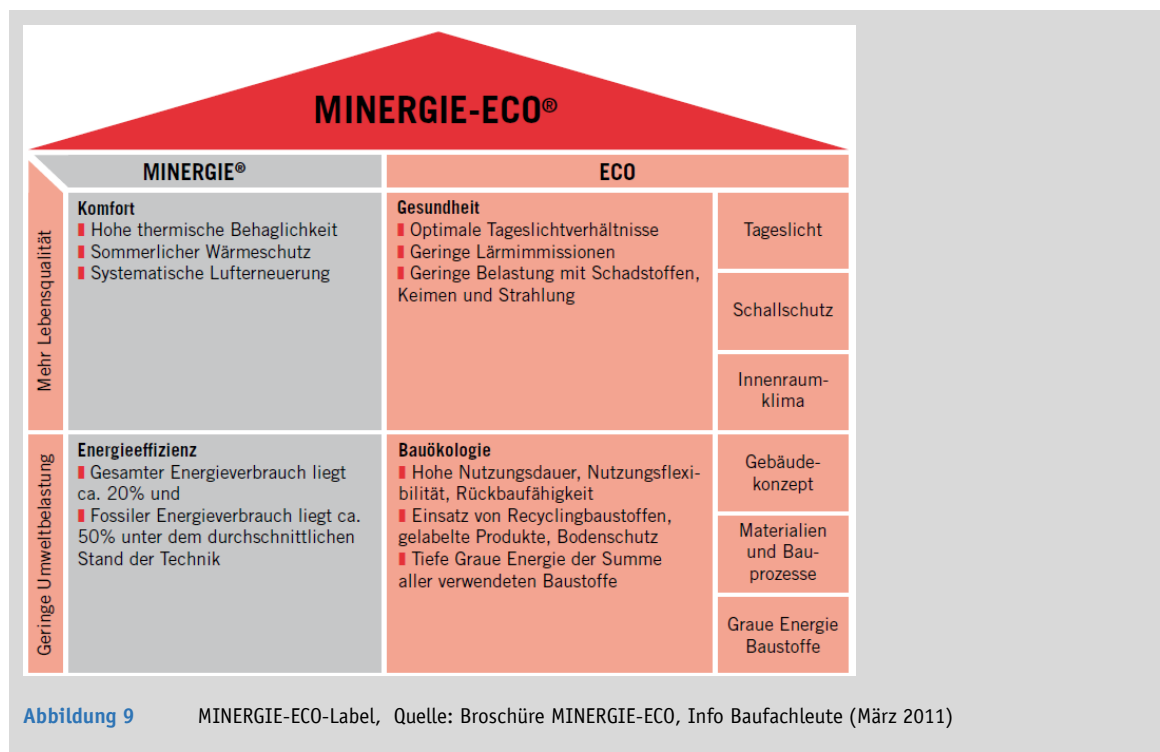 MINERGIE-ECO®
MINERGIE®
ECO
Mehr Lebensqualität
Komfort
Hohe thermische Behaglichkeit
Sommerlicher Wärmeschutz
Systematische Lufterneuerung
Gesundheit
Optimale Tageslichtverhältnisse
Geringe Lärmimmissionen
Geringe Belastung mit Schadstoffen,
Keimen und Strahlung
Tageslicht
Schallschutz
Innenraum-
klima
Geringe Umweltbelastung
Energieeffizienz
Gesamter Energieverbrauch liegt
ca. 20% und
Fossiler Energieverbrauch liegt ca.
50% unter dem durchschnittlichen
Stand der Technik
Bauökologie
Hohe Nutzungsdauer, Nutzungsflexi-
bilität, Rückbaufähigkeit
Einsatz von Recyclingbaustoffen,
gelabelte Produkte, Bodenschutz
Tiefe Graue Energie der Summe
aller verwendeten Baustoffe
Gebäude-
konzept
Materialien
und Bau-
prozesse
Graue Energie
Baustoffe
Abbildung 9 MINERGIE-ECO-Label, Quelle: Broschüre MINERGIE-ECO, Info Baufachleute (März 2011)